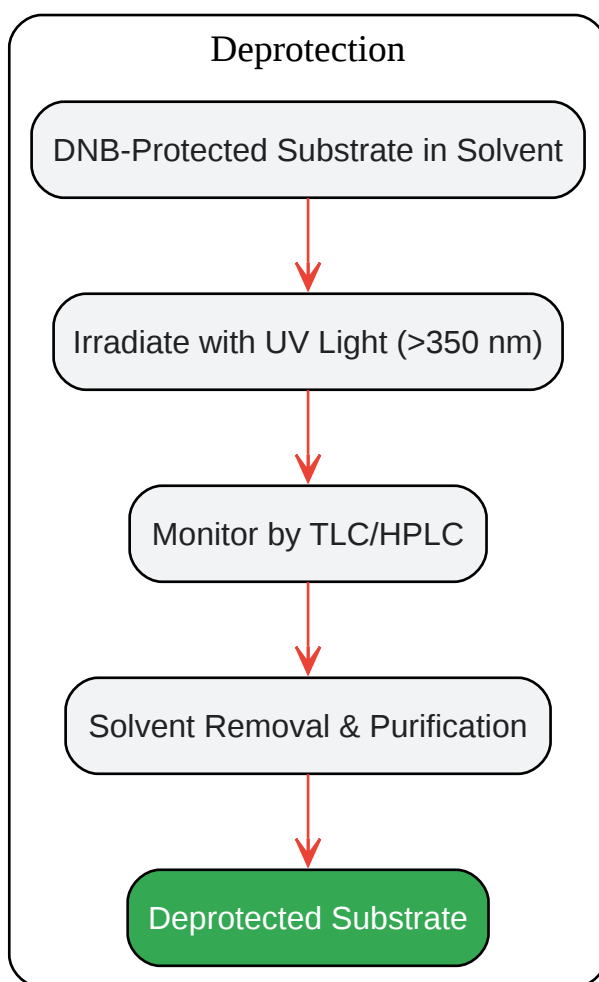 Deprotection
DNB-Protected Substrate in Solvent
Irradiate with UV Light (>350 nm)
Monitor by TLC/HPLC
Solvent Removal & Purification
Deprotected Substrate